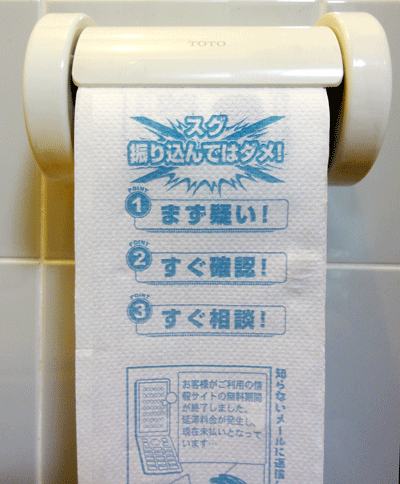 TOTO
スグ
振り込んではダメ!
POINT
1
まず疑い!
POINT
2
すぐ確認!
POINT
3
すぐ相談!
知らないメールに返信
お客様がご利用の情
報サイトの無料期間
が終了しました。
延滞料金が発生し、
現在未払いとなって
います…